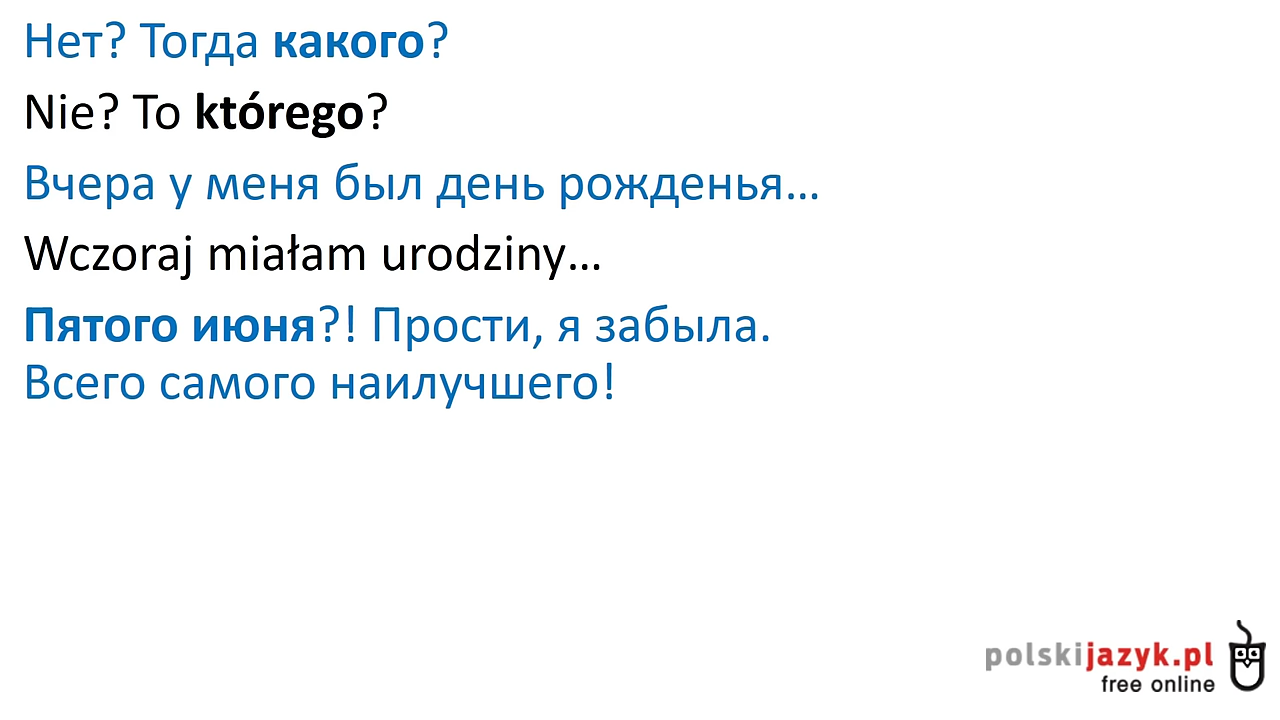 Нет? Тогда какого?
Nie? To którego?
Вчера у меня был день рожденья…
Wczoraj miałam urodziny…
Пятого июня?! Прости, я забыла.
Всего самого наилучшего!
polskijazyk.pl
free online